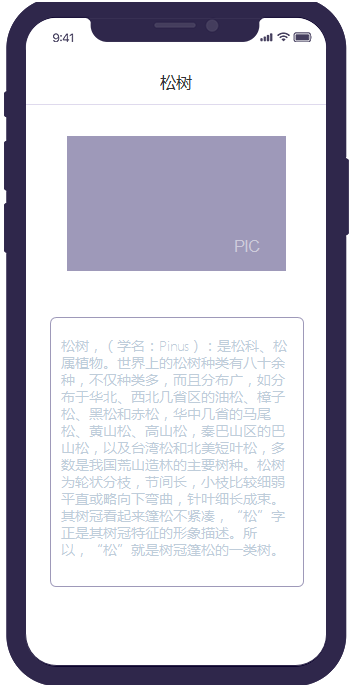 9:41
松树
PIC
松树，（学名：Pinus）：是松科、松
属植物。世界上的松树种类有八十余
种，不仅种类多，而且分布广，如分
布于华北、西北几省区的油松、樟子
松、黑松和赤松，华中几省的马尾
松、黄山松、高山松，秦巴山区的巴
山松，以及台湾松和北美短叶松，多
数是我国荒山造林的主要树种。松树
为轮状分枝，节间长，小枝比较细弱
平直或略向下弯曲，针叶细长成束。
其树冠看起来篷松不紧凑，“松”字
正是其树冠特征的形象描述。所
以，“松”就是树冠篷松的一类树。